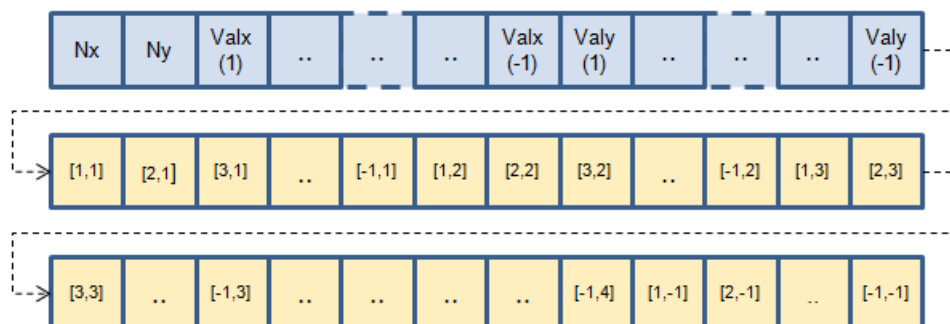 Nx Ny Valx (1) .. .. .. Valx (-1) Valy (1) .. .. .. Valy (-1)
[1,1] [2,1] [3,1] .. [-1,1] [1,2] [2,2] [3,2] .. [-1,2] [1,3] [2,3]
[3,3] .. [-1,3] .. .. .. .. [-1,4] [1,-1] [2,-1] .. [-1,-1]